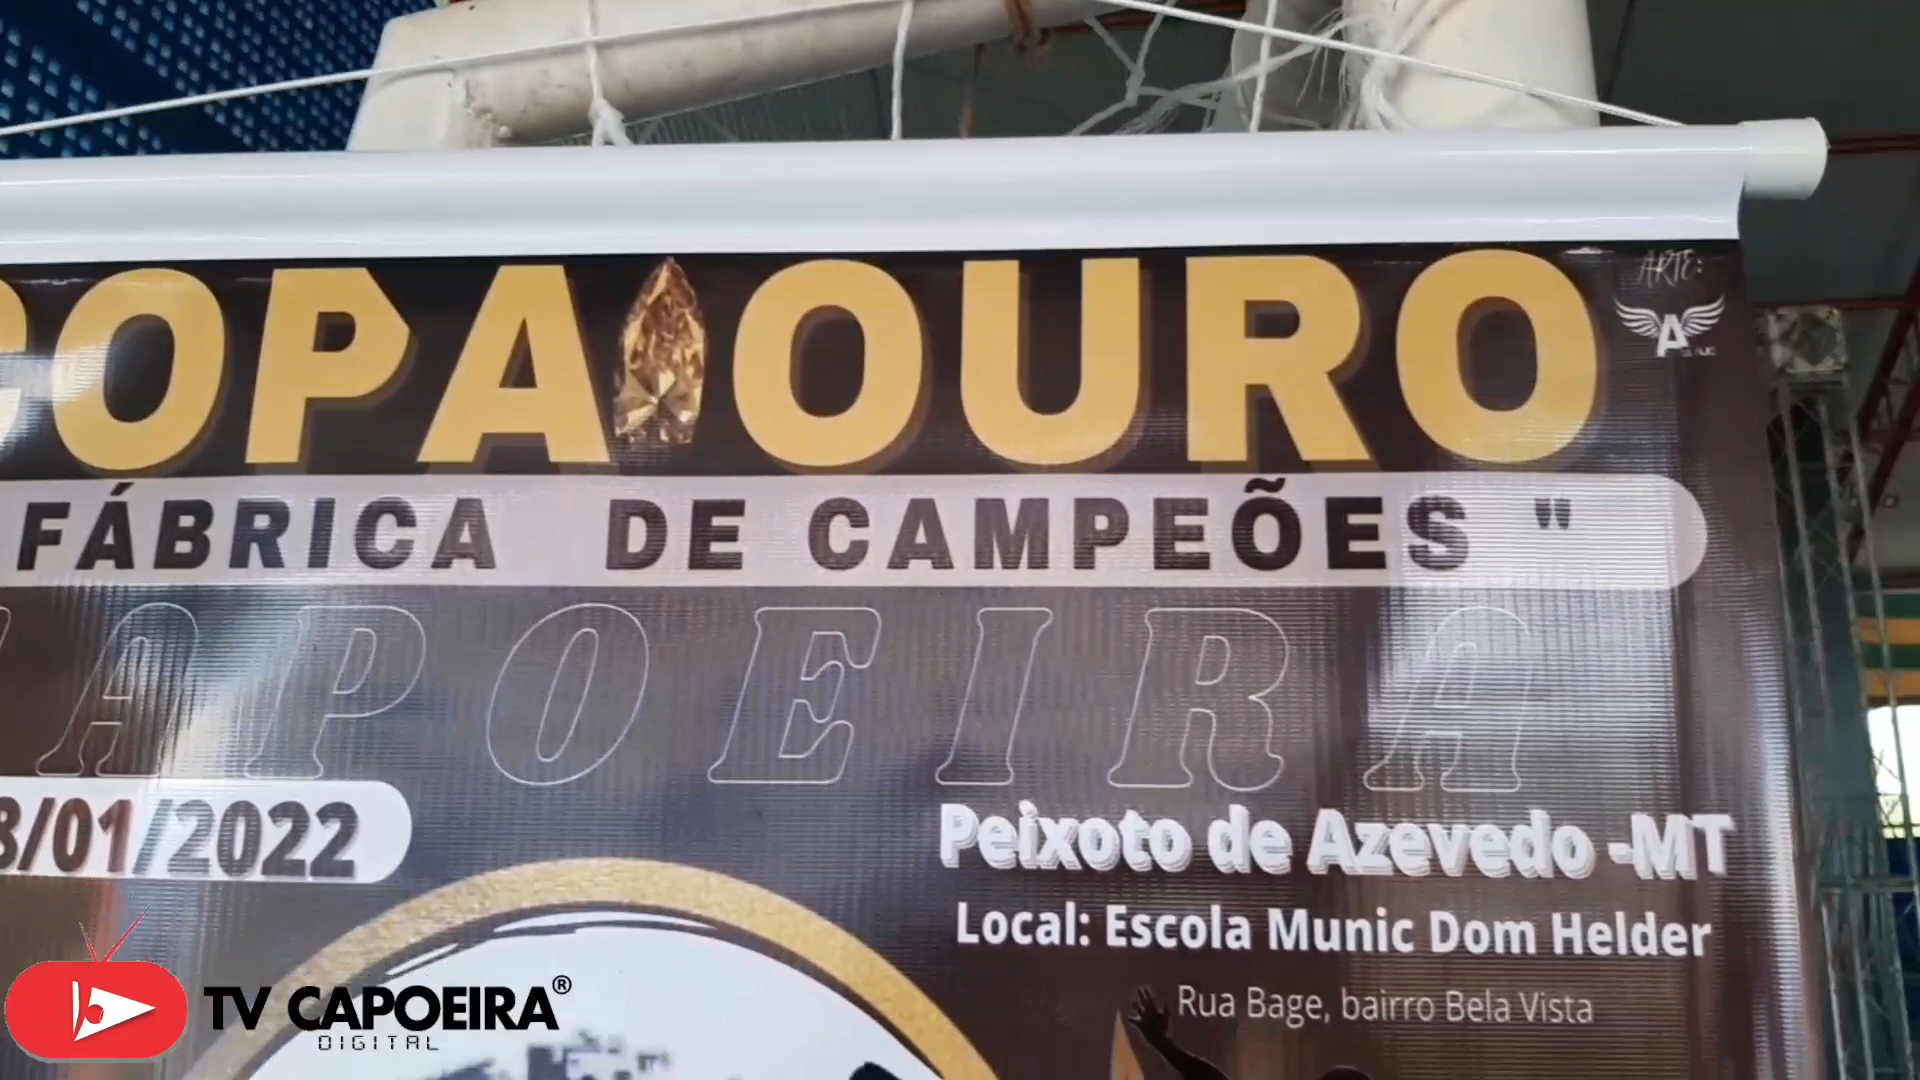 COPA OURO
ARTE:
A
FÁBRICA DE CAMPEÕES "
APOEIRA
8/01/2022
Peixoto de Azevedo -MT
Local: Escola Munic Dom Helder
Rua Bage, bairro Bela Vista
TV CAPOEIRA®
DIGITAL